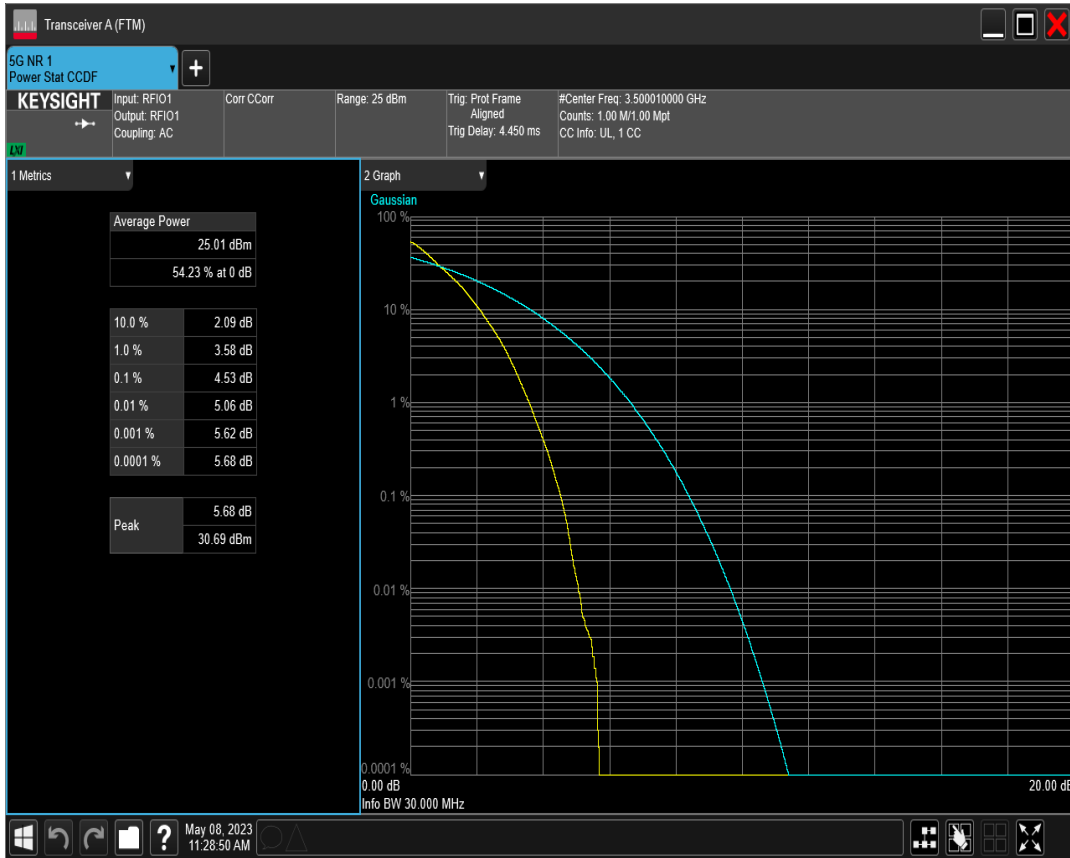 Transceiver A (FTM)
5G NR 1
Power Stat CCDF
KEYSIGHT
LXI
Input: RFIO1
Output: RFIO1
Coupling: AC
Corr CCorr
Range: 25 dBm
Trig: Prot Frame
Aligned
Trig Delay: 4.450 ms
#Center Freq: 3.500010000 GHz
Counts: 1.00 M/1.00 Mpt
CC Info: UL, 1 CC
1 Metrics
Average Power
25.01 dBm
54.23 % at 0 dB
10.0 % 2.09 dB
1.0 % 3.58 dB
0.1 % 4.53 dB
0.01 % 5.06 dB
0.001 % 5.62 dB
0.0001 % 5.68 dB
Peak
5.68 dB
30.69 dBm
2 Graph
Gaussian
100 %
10 %
1 %
0.1 %
0.01 %
0.001 %
0.0001 %
0.00 dB 20.00 dB
Info BW 30.000 MHz
?
May 08, 2023
11:28:50 AM